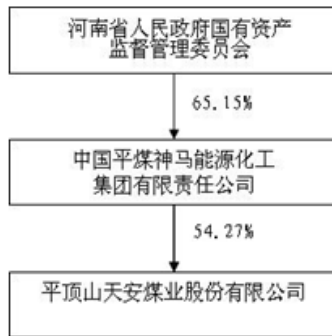 河南省人民政府国有资产
监督管理委员会
65.15%
中国平煤神马能源化工
集团有限责任公司
54.27%
平顶山天安煤业股份有限公司